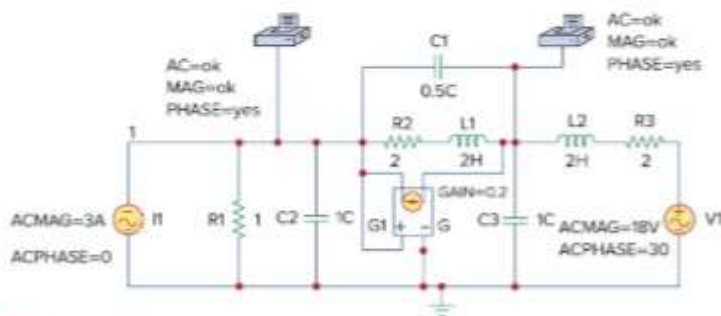 AC=ok
MAG=ok
PHASE=yes
AC=ok
MAG=ok
PHASE=yes
C1
0.5C
R2
L1
L2
R3
1
2
2H
2H
2
GAIN=0.2
ACMAG=3A
I1
R1
1
C2
1C
G1
+
−
G
C3
1C
ACMAG=18V
V1
ACPHASE=0
ACPHASE=30